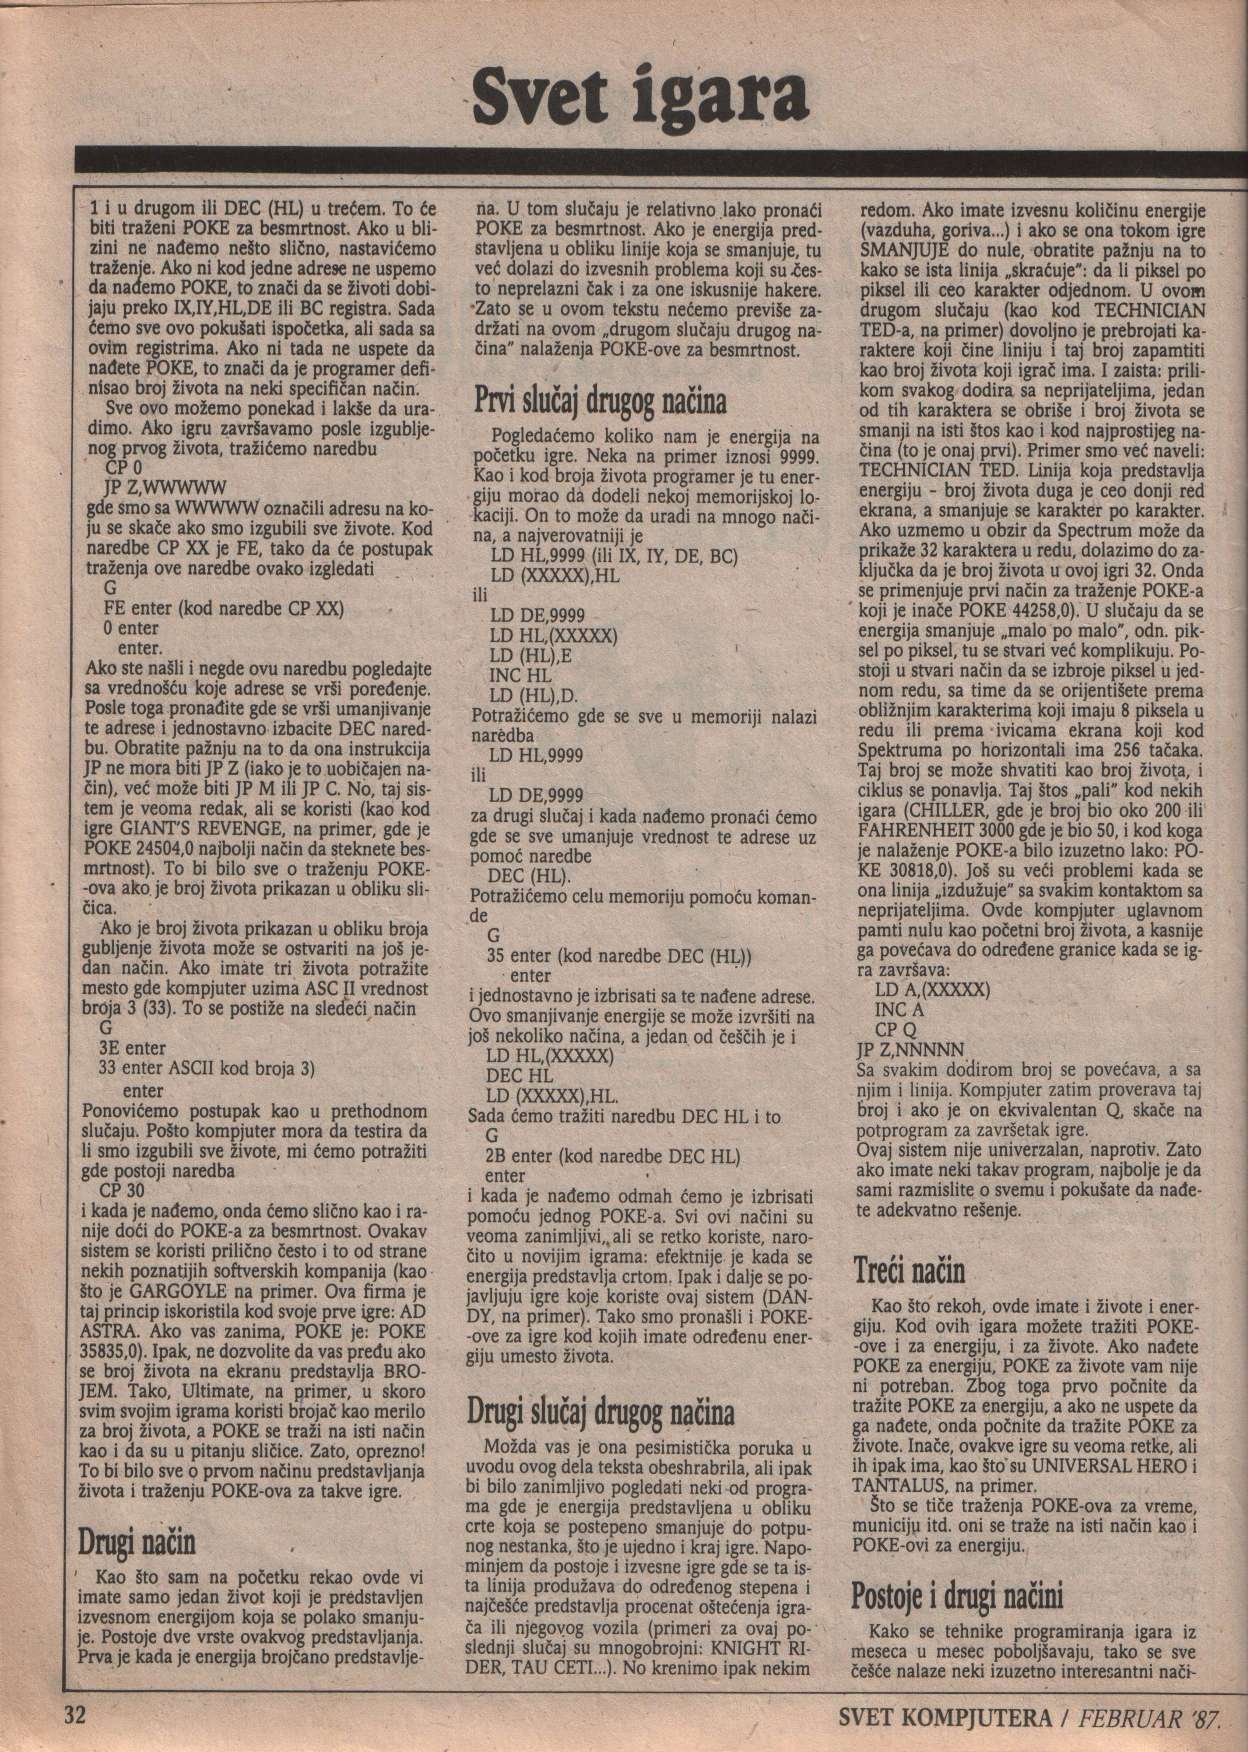 Svet igara
1 i u drugom ili DEC (HL) u trećem. To će
biti traženi POKE za besmrtnost. Ako u bli-
zini ne nađemo nešto slično, nastavićemo
traženje. Ako ni kod jedne adrese ne uspemo
da nađemo POKE, to znači da se životi dobi-
jaju preko IX,IY,HL,DE ili BC registra. Sada
ćemo sve ovo pokušati ispočetka, ali sada sa
ovim registrima. Ako ni tada ne uspete da
nađete POKE, to znači da je programer defi-
nisao broj života na neki specifičan način.
Sve ovo možemo ponekad i lakše da ura-
dimo. Ako igru završavamo posle izgublje-
nog prvog života, tražićemo naredbu
CP 0
JP Z,WWWWW
gde smo sa WWWWW označili adresu na ko-
ju se skače ako smo izgubili sve živote. Kod
naredbe CP XX je FE, tako da će postupak
traženja ove naredbe ovako izgledati
G
FE enter (kod naredbe CP XX)
0 enter
enter.
Ako ste našli i negde ovu naredbu pogledajte
sa vrednošću koje adrese se vrši poređenje.
Posle toga pronađite gde se vrši umanjivanje
te adrese i jednostavno izbacite DEC nared-
bu. Obratite pažnju na to da ona instrukcija
JP ne mora biti JP Z (iako je to uobičajen na-
čin), već može biti JP M ili JP C. No, taj sis-
tem je veoma redak, ali se koristi (kao kod
igre GIANT'S REVENGE, na primer, gde je
POKE 24504,0 najbolji način da steknete bes-
mrtnost). To bi bilo sve o traženju POKE-
-ova ako je broj života prikazan u obliku sli-
čica.
Ako je broj života prikazan u obliku broja
gubljenje života može se ostvariti na još je-
dan način. Ako imate tri života potražite
mesto gde kompjuter uzima ASC II vrednost
broja 3 (33). To se postiže na sledeći način
G
3E enter
33 enter ASCII kod broja 3)
enter
Ponovićemo postupak kao u prethodnom
slučaju. Pošto kompjuter mora da testira da
li smo izgubili sve živote, mi ćemo potražiti
gde postoji naredba
CP 30
i kada je nađemo, onda ćemo slično kao i ra-
nije doći do POKE-a za besmrtnost. Ovakav
sistem se koristi prilično često i to od strane
nekih poznatijih softverskih kompanija (kao
što je GARGOYLE na primer. Ova firma je
taj princip iskoristila kod svoje prve igre: AD
ASTRA. Ako vas zanima, POKE je: POKE
35835,0). Ipak, ne dozvolite da vas pređu ako
se broj života na ekranu predstavlja BRO-
JEM. Tako, Ultimate, na primer, u skoro
svim svojim igrama koristi brojač kao merilo
za broj života, a POKE se traži na isti način
kao i da su u pitanju sličice. Zato, oprezno!
To bi bilo sve o prvom načinu predstavljanja
života i traženju POKE-ova za takve igre.
Drugi način
Kao što sam na početku rekao ovde vi
imate samo jedan život koji je predstavljen
izvesnom energijom koja se polako smanju-
je. Postoje dve vrste ovakvog predstavljanja.
Prva je kada je energija brojčano predstavlje-
na. U tom slučaju je relativno lako pronaći
POKE za besmrtnost. Ako je energija pred-
stavljena u obliku linije koja se smanjuje, tu
već dolazi do izvesnih problema koji su čes-
to neprelazni čak i za one iskusnije hakere.
Zato se u ovom tekstu nećemo previše za-
držati na ovom „drugom slučaju drugog na-
čina” nalaženja POKE-ove za besmrtnost.
Prvi slučaj drugog načina
Pogledaćemo koliko nam je energija na
početku igre. Neka na primer iznosi 9999.
Kao i kod broja života programer je tu ener-
giju morao da dodeli nekoj memorijskoj lo-
kaciji. On to može da uradi na mnogo nači-
na, a najverovatniji je
LD HL,9999 (ili IX, IY, DE, BC)
LD (XXXXX),HL
ili
LD DE,9999
LD HL,(XXXXX)
LD (HL),E
INC HL
LD (HL),D.
Potražićemo gde se sve u memoriji nalazi
naredba
LD HL,9999
ili
LD DE,9999
za drugi slučaj i kada nađemo pronaći ćemo
gde se sve umanjuje vrednost te adrese uz
pomoć naredbe
DEC (HL).
Potražićemo celu memoriju pomoću koman-
de
G
35 enter (kod naredbe DEC (HL))
enter
i jednostavno je izbrisati sa te nađene adrese.
Ovo smanjivanje energije se može izvršiti na
još nekoliko načina, a jedan od češčih je i
LD HL,(XXXXX)
DEC HL
LD (XXXXX),HL.
Sada ćemo tražiti naredbu DEC HL i to
G
2B enter (kod naredbe DEC HL)
enter
i kada je nađemo odmah ćemo je izbrisati
pomoću jednog POKE-a. Svi ovi načini su
veoma zanimljivi, ali se retko koriste, naro-
čito u novijim igrama: efektnije je kada se
energija predstavlja crtom. Ipak i dalje se po-
javljuju igre koje koriste ovaj sistem (DAN-
DY, na primer). Tako smo pronašli i POKE-
-ove za igre kod kojih imate određenu ener-
giju umesto života.
Drugi slučaj drugog načina
Možda vas je ona pesimistička poruka u
uvodu ovog dela teksta obeshrabrila, ali ipak
bi bilo zanimljivo pogledati neki od progra-
ma gde je energija predstavljena u obliku
crte koja se postepeno smanjuje do potpu-
nog nestanka, što je ujedno i kraj igre. Napo-
minjem da postoje i izvesne igre gde se ta is-
ta linija produžava do određenog stepena i
najčešće predstavlja procenat oštećenja igra-
ča ili njegovog vozila (primeri za ovaj po-
slednji slučaj su mnogobrojni: KNIGHT RI-
DER, TAU CETI...). No krenimo ipak nekim
redom. Ako imate izvesnu količinu energije
(vazduha, goriva...) i ako se ona tokom igre
SMANJUJE do nule, obratite pažnju na to
kako se ista linija „skraćuje”: da li piksel po
piksel ili ceo karakter odjednom. U ovom
drugom slučaju (kao kod TECHNICIAN
TED-a, na primer) dovoljno je prebrojati ka-
raktere koji čine liniju i taj broj zapamtiti
kao broj života koji igrač ima. I zaista: prili-
kom svakog dodira sa neprijateljima, jedan
od tih karaktera se obriše i broj života se
smanji na isti štos kao i kod najprostijeg na-
čina (to je onaj prvi). Primer smo već naveli:
TECHNICIAN TED. Linija koja predstavlja
energiju – broj života duga je ceo donji red
ekrana, a smanjuje se karakter po karakter.
Ako uzmemo u obzir da Spectrum može da
prikaže 32 karaktera u redu, dolazimo do za-
ključka da je broj života u ovoj igri 32. Onda
se primenjuje prvi način za traženje POKE-a
koji je inače POKE 44258,0). U slučaju da se
energija smanjuje „malo po malo”, odn. pik-
sel po piksel, tu se stvari već komplikuju. Po-
stoji u stvari način da se izbroje piksel u jed-
nom redu, sa time da se orijentišete prema
obližnjim karakterima koji imaju 8 piksela u
redu ili prema ivicama ekrana koji kod
Spektruma po horizontali ima 256 tačaka.
Taj broj se može shvatiti kao broj života, i
ciklus se ponavlja. Taj štos „pali” kod nekih
igara (CHILLER, gde je broj bio oko 200 ili
FAHRENHEIT 3000 gde je bio 50, i kod koga
je nalaženje POKE-a bilo izuzetno lako: PO-
KE 30818,0). Još su veći problemi kada se
ona linija „izdužuje” sa svakim kontaktom sa
neprijateljima. Ovde kompjuter uglavnom
pamti nulu kao početni broj života, a kasnije
ga povećava do određene granice kada se ig-
ra završava:
LD A,(XXXXX)
INC A
CP Q
JP Z,NNNNN
Sa svakim dodirom broj se povećava, a sa
njim i linija. Kompjuter zatim proverava taj
broj i ako je on ekvivalentan Q, skače na
potprogram za završetak igre.
Ovaj sistem nije univerzalan, naprotiv. Zato
ako imate neki takav program, najbolje je da
sami razmislite o svemu i pokušate da nađe-
te adekvatno rešenje.
Treći način
Kao što rekoh, ovde imate i živote i ener-
giju. Kod ovih igara možete tražiti POKE-
-ove i za energiju, i za živote. Ako nađete
POKE za energiju, POKE za živote vam nije
ni potreban. Zbog toga prvo počnite da
tražite POKE za energiju, a ako ne uspete da
ga nađete, onda počnite da tražite POKE za
živote. Inače, ovakve igre su veoma retke, ali
ih ipak ima, kao što su UNIVERSAL HERO i
TANTALUS, na primer.
Što se tiče traženja POKE-ova za vreme,
municiju itd. oni se traže na isti način kao i
POKE-ovi za energiju.
Postoje i drugi načini
Kako se tehnike programiranja igara iz
meseca u mesec poboljšavaju, tako se sve
češće nalaze neki izuzetno interesantni nači-
32
SVET KOMPJUTERA / FEBRUAR '87.